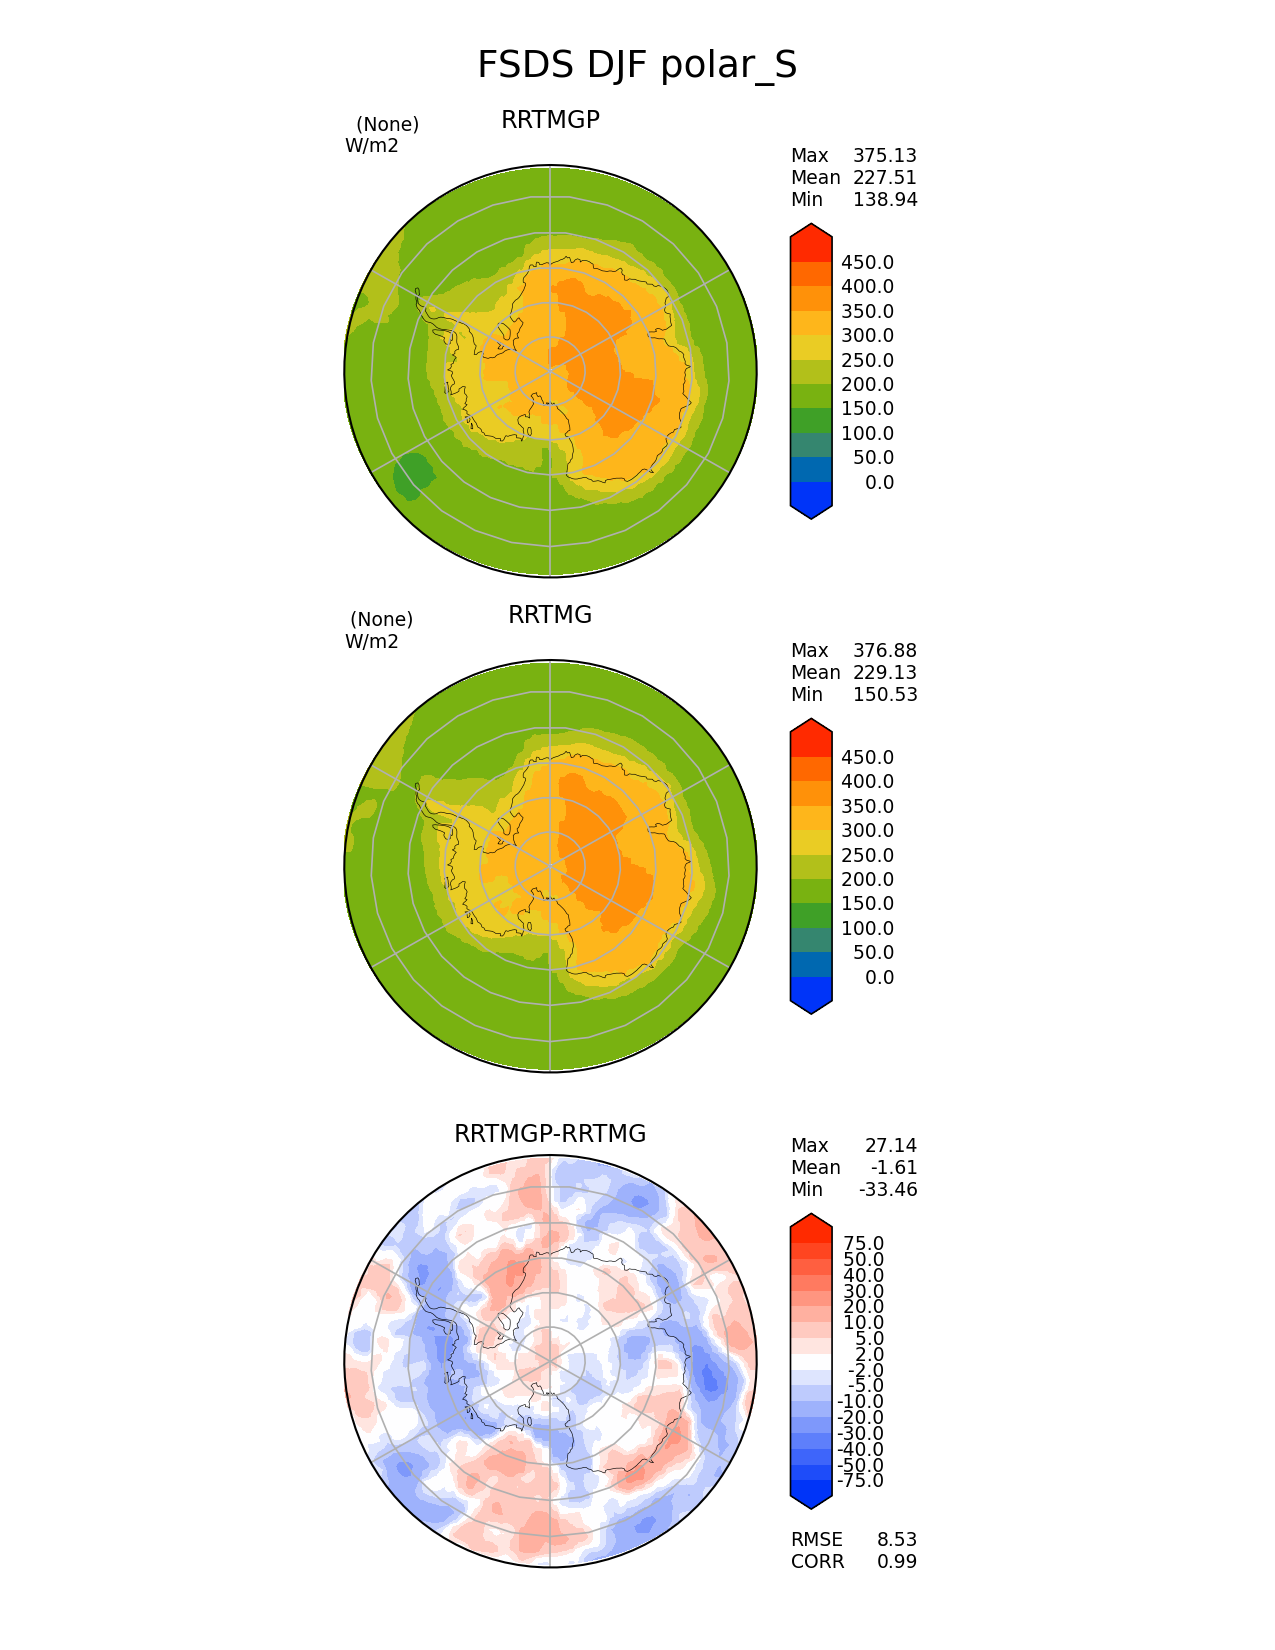 FSDS DJF polar_S
(None)
RRTMGP
W/m2
Max 375.13
Mean 227.51
Min 138.94
450.0
400.0
350.0
300.0
250.0
200.0
150.0
100.0
50.0
0.0
(None)
RRTMG
W/m2
Max 376.88
Mean 229.13
Min 150.53
450.0
400.0
350.0
300.0
250.0
200.0
150.0
100.0
50.0
0.0
RRTMGP-RRTMG
Max 27.14
Mean -1.61
Min -33.46
75.0
50.0
40.0
30.0
20.0
10.0
5.0
2.0
-2.0
-5.0
-10.0
-20.0
-30.0
-40.0
-50.0
-75.0
RMSE 8.53
CORR 0.99